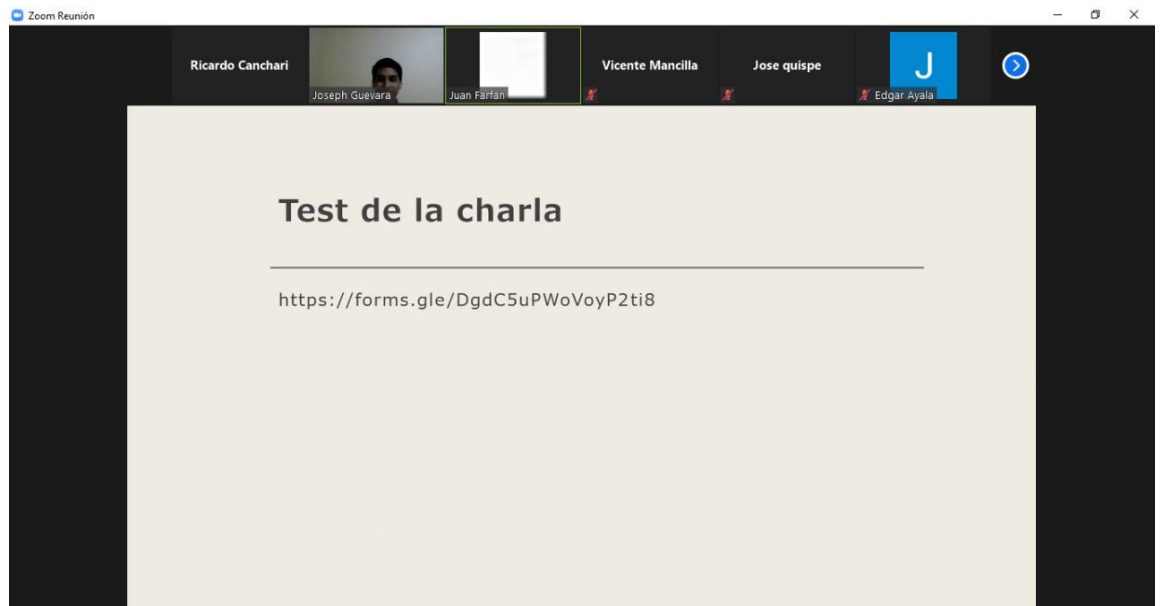 Zoom Reunión
Ricardo Canchari
Joseph Guevara
Juan Farfan
Vicente Mancilla
Jose quispe
J
Edgar Ayala
Test de la charla
https://forms.gle/DgdC5uPWoVoyP2ti8